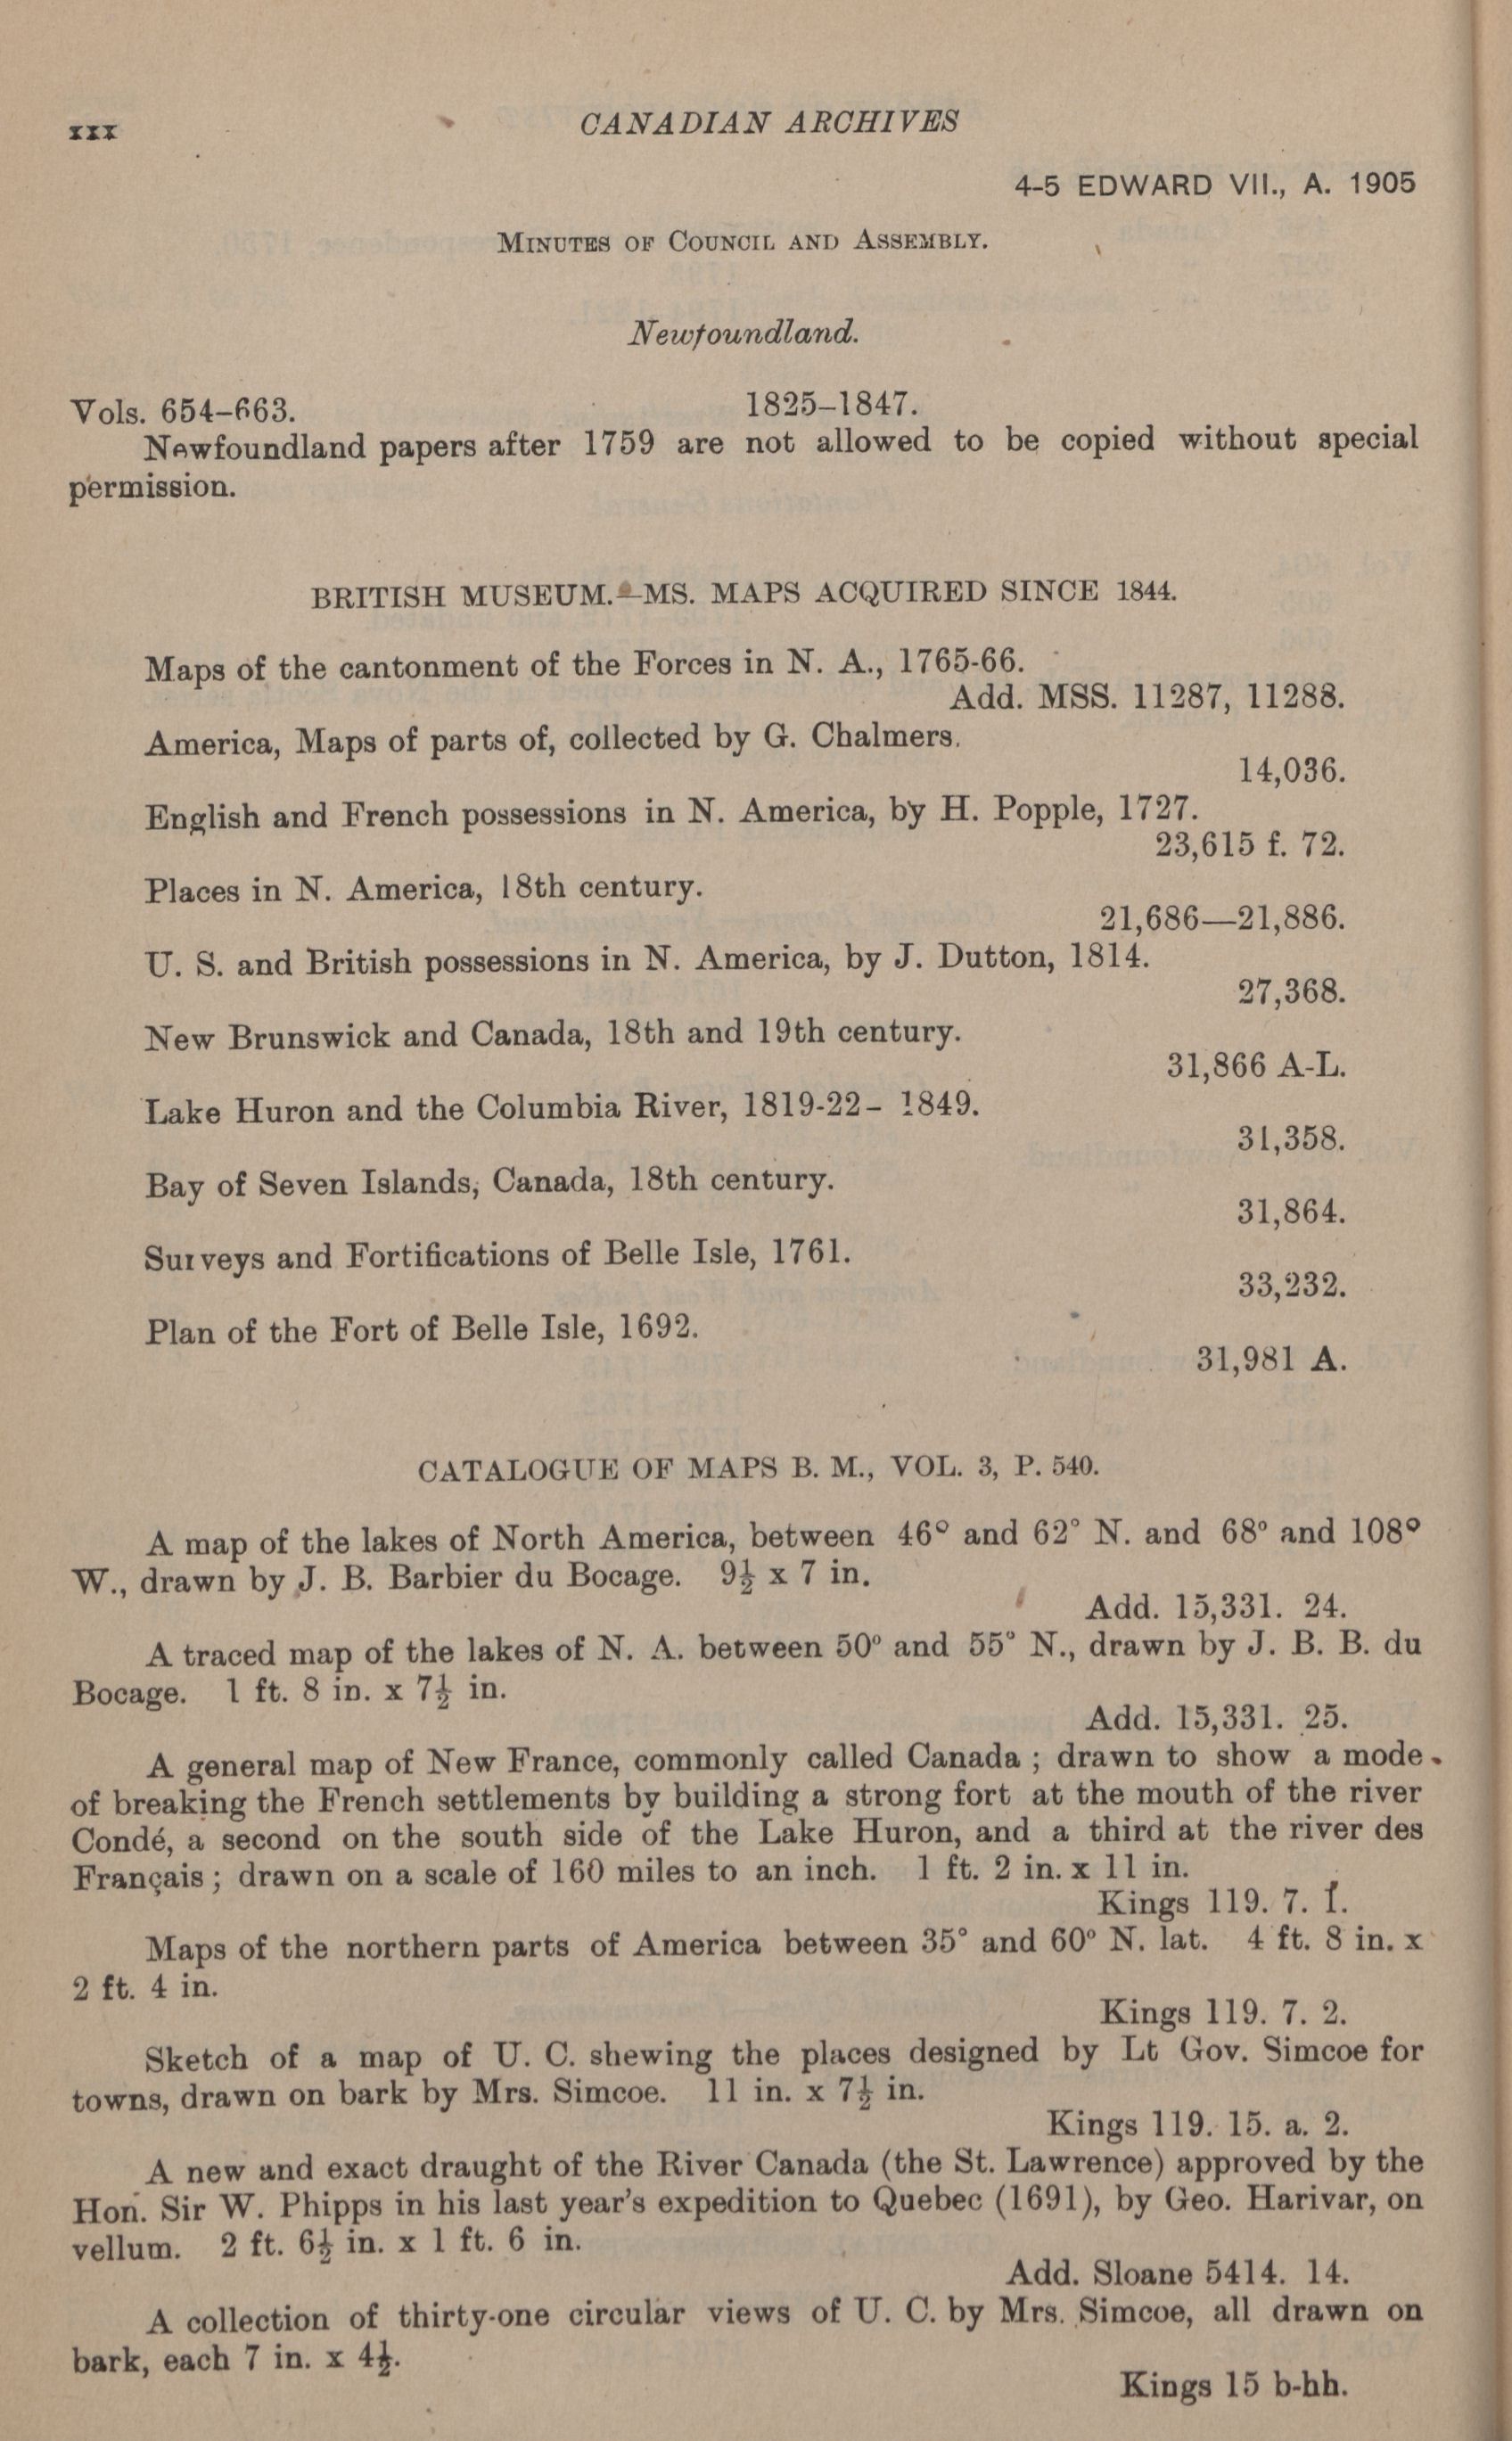 xxx
CANADIAN ARCHIVES
4-5 EDWARD VII., A. 1905
MINUTES OF COUNCIL AND ASSEMBLY.
Newfoundland.
Vols. 654–663. 1825–1847.
Newfoundland papers after 1759 are not allowed to be copied without special
permission.
BRITISH MUSEUM.—MS. MAPS ACQUIRED SINCE 1844.
Maps of the cantonment of the Forces in N. A., 1765-66.
Add. MSS. 11287, 11288.
America, Maps of parts of, collected by G. Chalmers.
14,036.
English and French possessions in N. America, by H. Popple, 1727.
23,615 f. 72.
Places in N. America, 18th century.
21,686—21,886.
U. S. and British possessions in N. America, by J. Dutton, 1814.
27,368.
New Brunswick and Canada, 18th and 19th century.
31,866 A-L.
Lake Huron and the Columbia River, 1819-22– 1849.
31,358.
Bay of Seven Islands, Canada, 18th century.
31,864.
Surveys and Fortifications of Belle Isle, 1761.
33,232.
Plan of the Fort of Belle Isle, 1692.
31,981 A.
CATALOGUE OF MAPS B. M., VOL. 3, P. 540.
A map of the lakes of North America, between 46° and 62° N. and 68° and 108°
W., drawn by J. B. Barbier du Bocage. 9½ x 7 in.
Add. 15,331. 24.
A traced map of the lakes of N. A. between 50° and 55° N., drawn by J. B. B. du
Bocage. 1 ft. 8 in. x 7½ in.
Add. 15,331. 25.
A general map of New France, commonly called Canada ; drawn to show a mode
of breaking the French settlements by building a strong fort at the mouth of the river
Condé, a second on the south side of the Lake Huron, and a third at the river des
Français ; drawn on a scale of 160 miles to an inch. 1 ft. 2 in. x 11 in.
Kings 119. 7. 1.
Maps of the northern parts of America between 35° and 60° N. lat. 4 ft. 8 in. x
2 ft. 4 in.
Kings 119. 7. 2.
Sketch of a map of U. C. shewing the places designed by Lt Gov. Simcoe for
towns, drawn on bark by Mrs. Simcoe. 11 in. x 7½ in.
Kings 119. 15. a. 2.
A new and exact draught of the River Canada (the St. Lawrence) approved by the
Hon. Sir W. Phipps in his last year's expedition to Quebec (1691), by Geo. Harivar, on
vellum. 2 ft. 6½ in. x 1 ft. 6 in.
Add. Sloane 5414. 14.
A collection of thirty-one circular views of U. C. by Mrs. Simcoe, all drawn on
bark, each 7 in. x 4½.
Kings 15 b-hh.